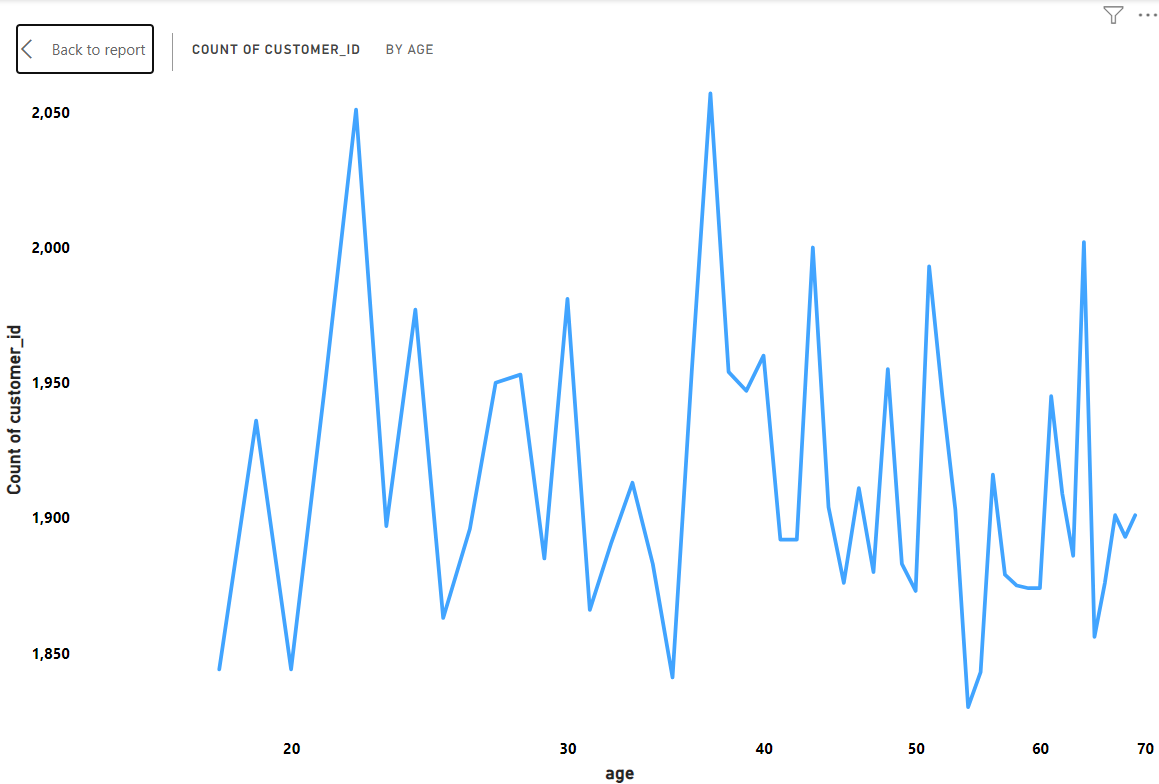 Back to report
COUNT OF CUSTOMER_ID BY AGE
2,050
2,000
1,950
1,900
1,850
Count of customer_id
20 30 40 50 60 70
age